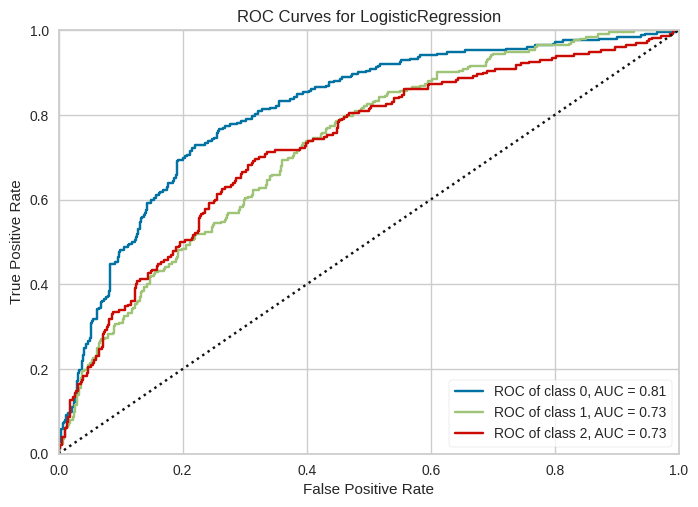 ROC Curves for LogisticRegression
True Positive Rate
1.0
0.8
0.6
0.4
0.2
0.0
ROC of class 0, AUC = 0.81
ROC of class 1, AUC = 0.73
ROC of class 2, AUC = 0.73
0.0 0.2 0.4 0.6 0.8 1.0
False Positive Rate